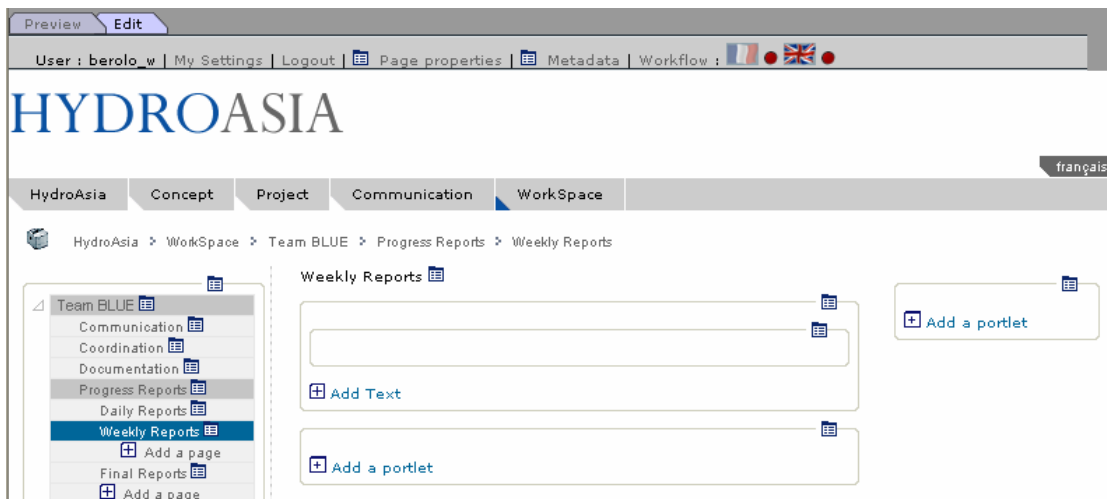 Preview Edit
User : berolo_w | My Settings | Logout | Page properties | Metadata | Workflow :
HYDROASIA
français
HydroAsia Concept Project Communication WorkSpace
HydroAsia > WorkSpace > Team BLUE > Progress Reports > Weekly Reports
Team BLUE
Communication
Coordination
Documentation
Progress Reports
Daily Reports
Weekly Reports
Add a page
Final Reports
Add a page
Weekly Reports
Add Text
Add a portlet
Add a portlet